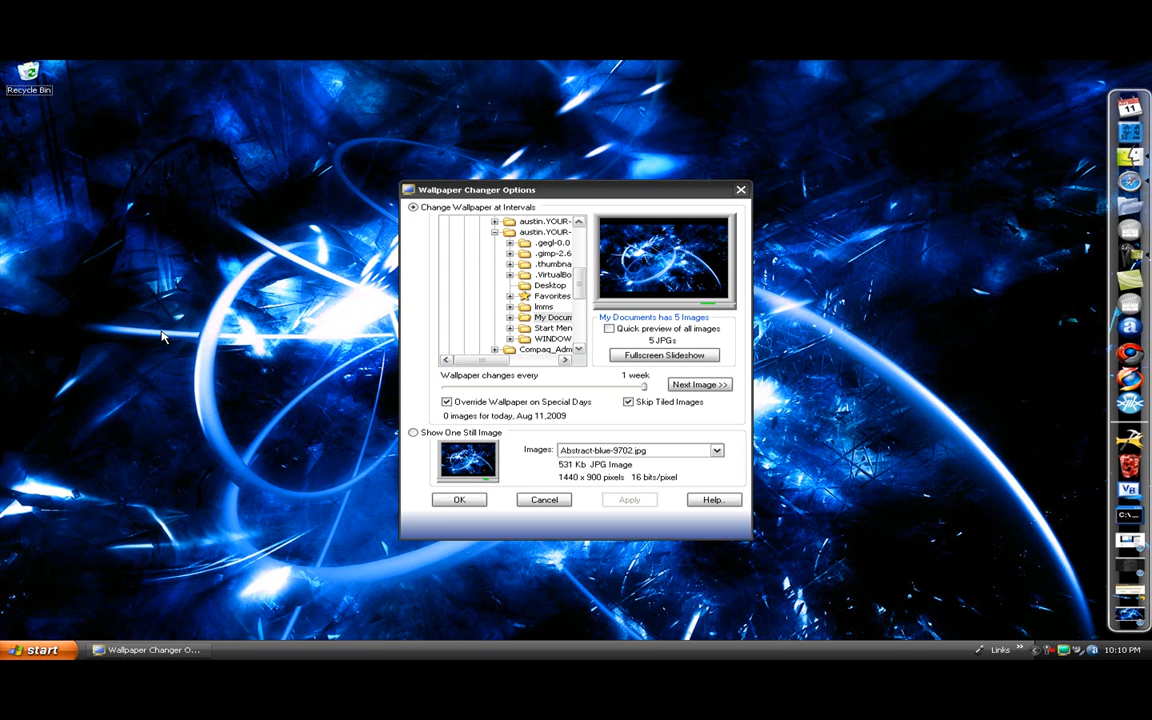 Recycle Bin
Wallpaper Changer Options
Change Wallpaper at Intervals
austin.YOUR-
austin.YOUR-
.gegl-0.0
.gimp-2.6
.thumbna
.VirtualBo
Desktop
Favorites
lmms
My Docum
Start Men
WINDOW
Compaq_Adm
My Documents has 5 Images
Quick preview of all images
5 JPGs
Fullscreen Slideshow
Wallpaper changes every
1 week
Next Image >>
Override Wallpaper on Special Days
Skip Tiled Images
0 images for today, Aug 11,2009
Show One Still Image
Images:
Abstract-blue-9702.jpg
531 Kb JPG Image
1440 x 900 pixels 16 bits/pixel
OK
Cancel
Apply
Help..
11
VB
C:\...
start
Wallpaper Changer O...
Links
10:10 PM